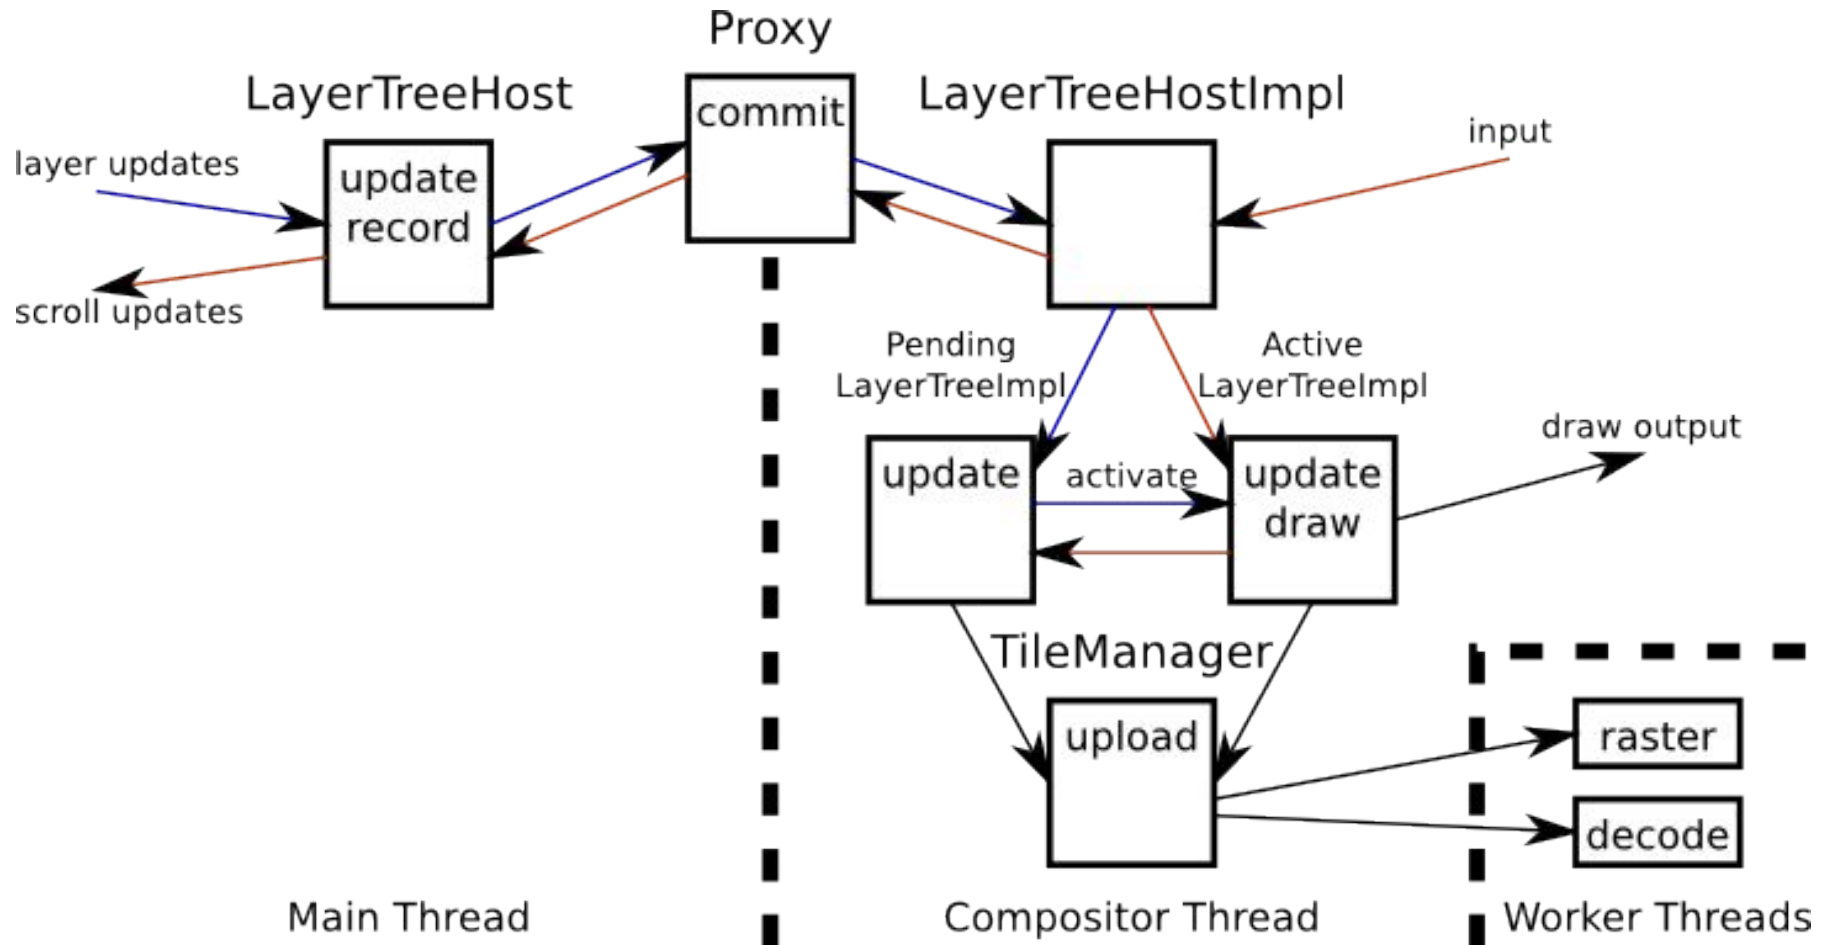 Proxy
LayerTreeHost
LayerTreeHostImpl
commit
input
layer updates
update
record
scroll updates
Pending
LayerTreeImpl
Active
LayerTreeImpl
draw output
update
activate
update
draw
TileManager
upload
raster
decode
Main Thread
Compositor Thread
Worker Threads